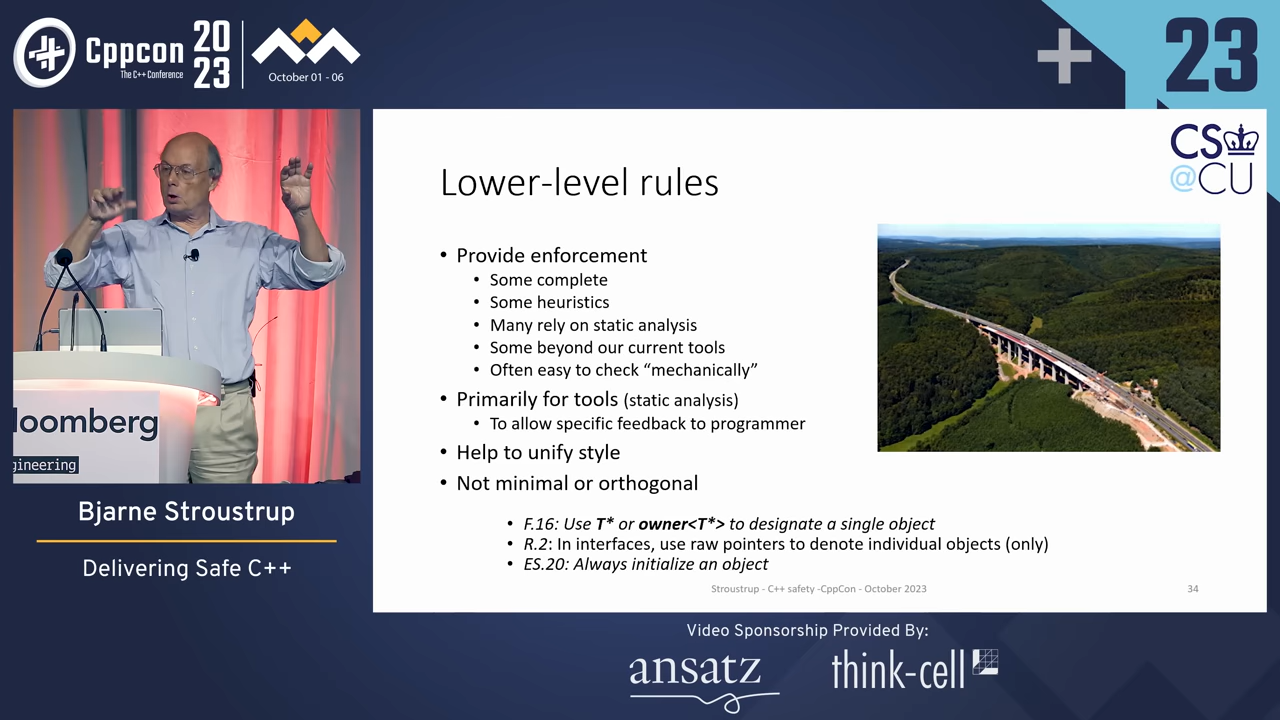 Cppcon
The C++ Conference
20
23
October 01 - 06
23
CS
@CU
Lower-level rules
• Provide enforcement
• Some complete
• Some heuristics
• Many rely on static analysis
• Some beyond our current tools
• Often easy to check “mechanically”
• Primarily for tools (static analysis)
• To allow specific feedback to programmer
• Help to unify style
• Not minimal or orthogonal
• F.16: Use T* or owner<T*> to designate a single object
• R.2: In interfaces, use raw pointers to denote individual objects (only)
• ES.20: Always initialize an object
Stroustrup - C++ safety -CppCon - October 2023
34
loomberg
gineering
Bjarne Stroustrup
Delivering Safe C++
Video Sponsorship Provided By:
ansatz
think-cell